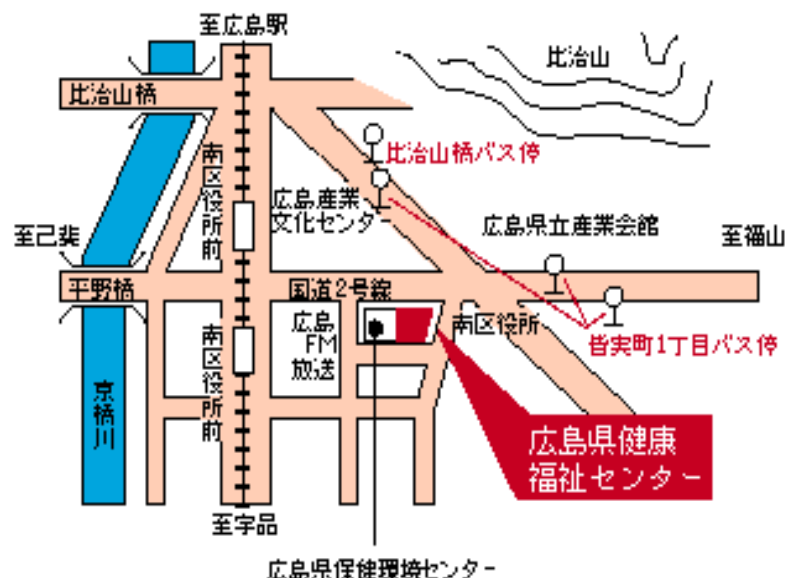 至広島駅
比治山
比治山橋
比治山橋バス停
南区役所前
広島産業
文化センター
広島県立産業会館
至己斐
至福山
平野橋
国道2号線
広島
FM
放送
南区役所
皆実町1丁目バス停
南区役所前
京橋川
広島県健康
福祉センター
至宇品
広島県保健環境センター